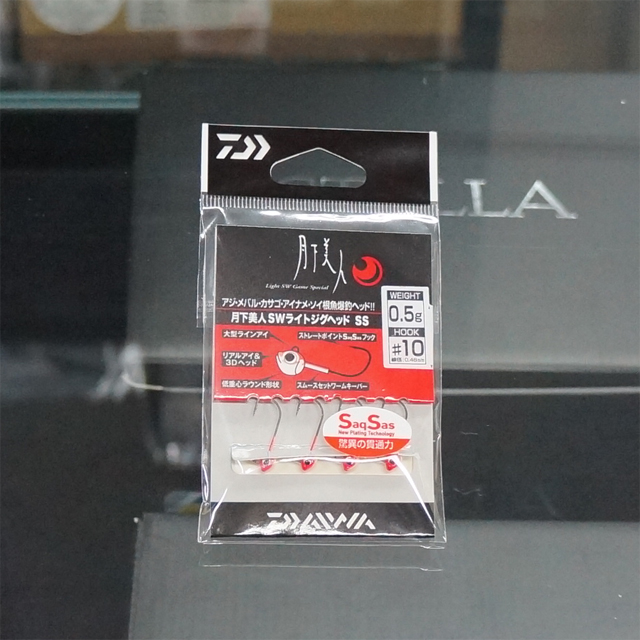 月下美人
Light SW Game Special
アジ・メバル・カサゴ・アイナメ・ソイ根魚爆釣ヘッド!!
月下美人SWライトジグヘッド SS
WEIGHT
0.5g
HOOK
#10
大型ラインアイ
ストレートポイントSaqSasフック
リアルアイ&
3Dヘッド
低重心ラウンド形状
スムースセットワームキーパー
SaqSas
New Plating Technology
驚異の貫通力
DAIWA
LLA